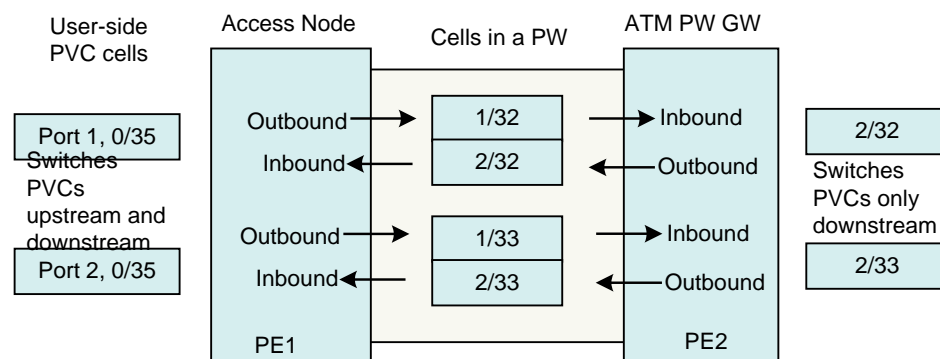 User-side
PVC cells
Access Node
Cells in a PW
ATM PW GW
Port 1, 0/35
Switches
PVCs
upstream and
downstream
Port 2, 0/35
Outbound
Inbound
Outbound
Inbound
PE1
1/32
2/32
1/33
2/33
Inbound
Outbound
Inbound
Outbound
PE2
2/32
Switches
PVCs only
downstream
2/33